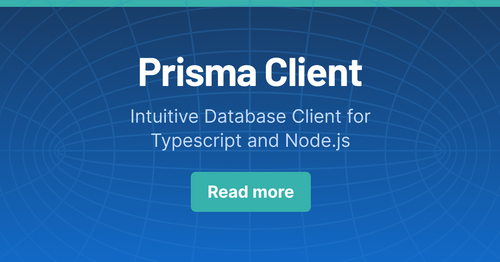 Prisma Client
Intuitive Database Client for
Typescript and Node.js
Read more